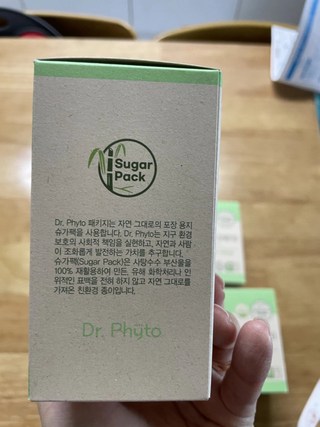 Sugar
Pack
Dr. Phyto 패키지는 자연 그대로의 포장 용지
슈가팩을 사용합니다. Dr. Phyto는 지구 환경
보호의 사회적 책임을 실현하고, 자연과 사람
이 조화롭게 발전하는 가치를 추구합니다.
슈가팩(Sugar Pack)은 사탕수수 부산물을
100% 재활용하여 만든, 유해 화학처리나 인
위적인 표백을 전혀 하지 않고 자연 그대로를
가져온 친환경 종이입니다.
Dr. Phyto